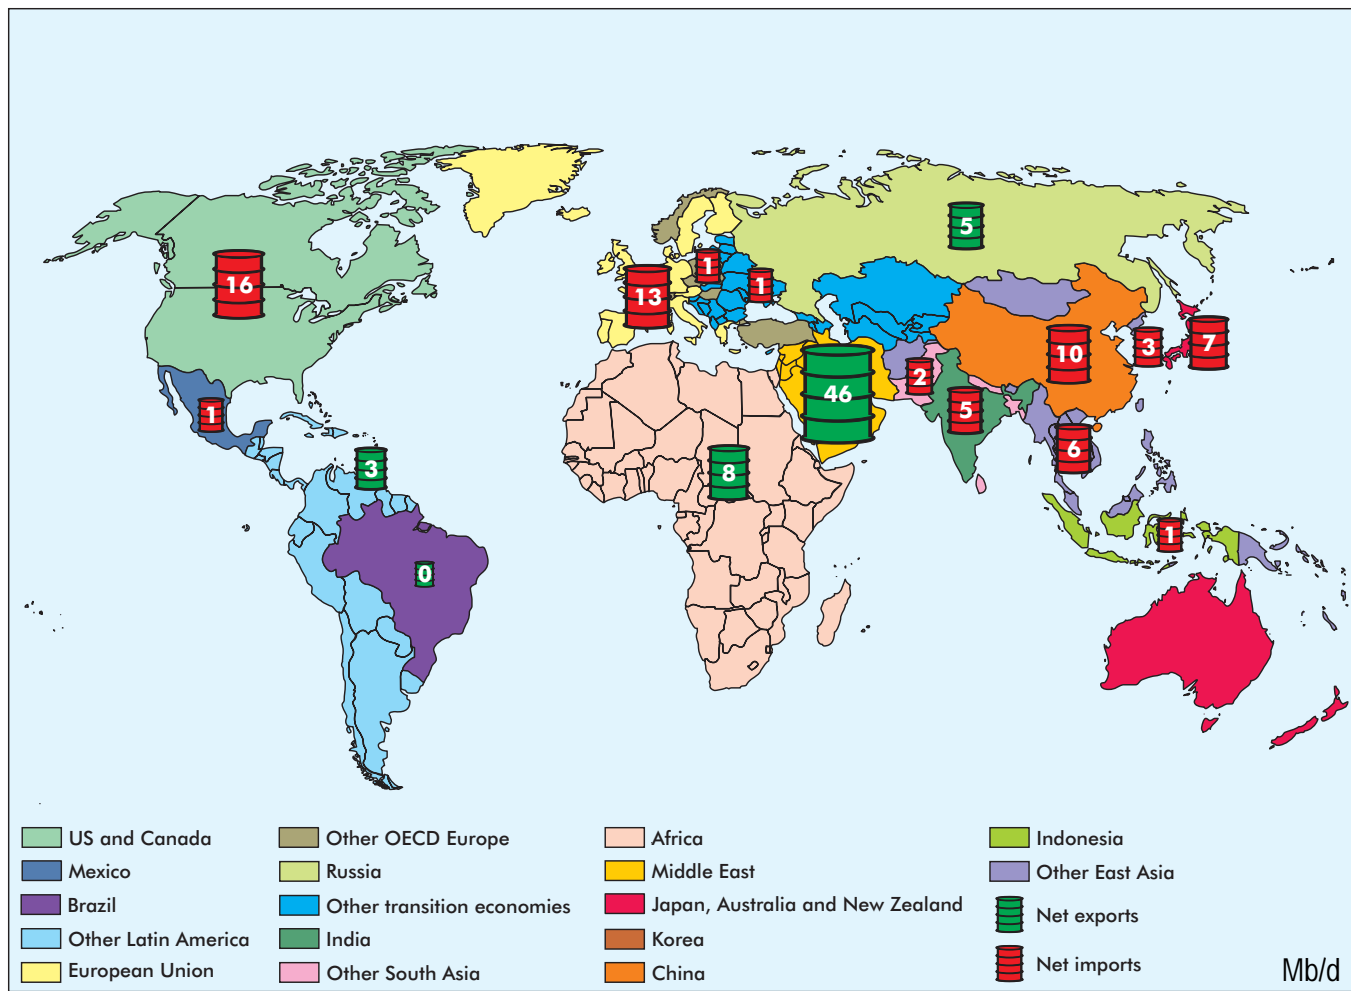 5
1
1
16
13
7
3
10
2
46
5
1
6
3
8
1
0
US and Canada
Mexico
Brazil
Other Latin America
European Union
Other OECD Europe
Russia
Other transition economies
India
Other South Asia
Africa
Middle East
Japan, Australia and New Zealand
Korea
China
Indonesia
Other East Asia
Net exports
Net imports
Mb/d